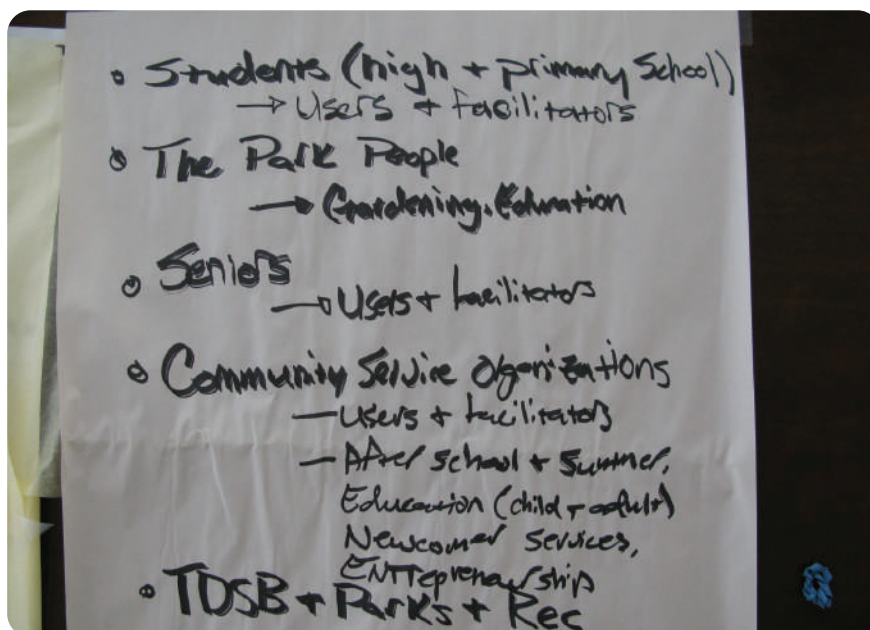 • Students (high + primary School)
→ Users + Facilitators
• The Park People
→ Gardening, Education
• Seniors
→ Users + facilitators
• Community Service Organizations
— Users + facilitators
— After school + Summer,
Education (child + adult)
Newcomer Services,
ENTrepreneurship
• TDSB + Parks + Rec